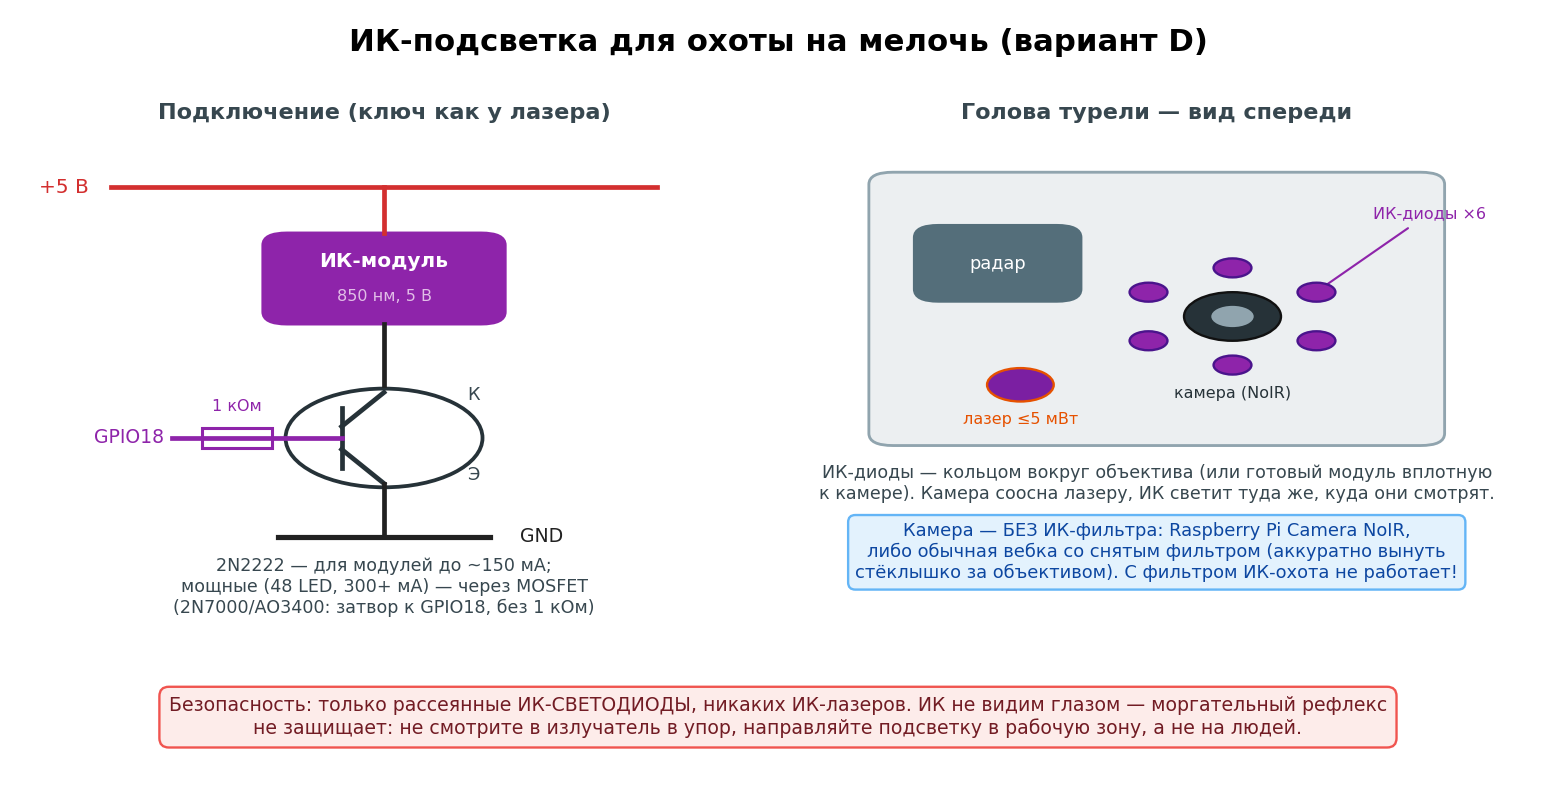 ИК-подсветка для охоты на мелочь (вариант D)
Подключение (ключ как у лазера)
+5 В
ИК-модуль
850 нм, 5 В
К
1 кОм
GPIO18
Э
GND
2N2222 — для модулей до ~150 мА;
мощные (48 LED, 300+ мА) — через MOSFET
(2N7000/AO3400: затвор к GPIO18, без 1 кОм)
Голова турели — вид спереди
ИК-диоды ×6
радар
камера (NoIR)
лазер ≤5 мВт
ИК-диоды — кольцом вокруг объектива (или готовый модуль вплотную
к камере). Камера соосна лазеру, ИК светит туда же, куда они смотрят.
Камера — БЕЗ ИК-фильтра: Raspberry Pi Camera NoIR,
либо обычная вебка со снятым фильтром (аккуратно вынуть
стёклышко за объективом). С фильтром ИК-охота не работает!
Безопасность: только рассеянные ИК-СВЕТОДИОДЫ, никаких ИК-лазеров. ИК не видим глазом — моргательный рефлекс
не защищает: не смотрите в излучатель в упор, направляйте подсветку в рабочую зону, а не на людей.